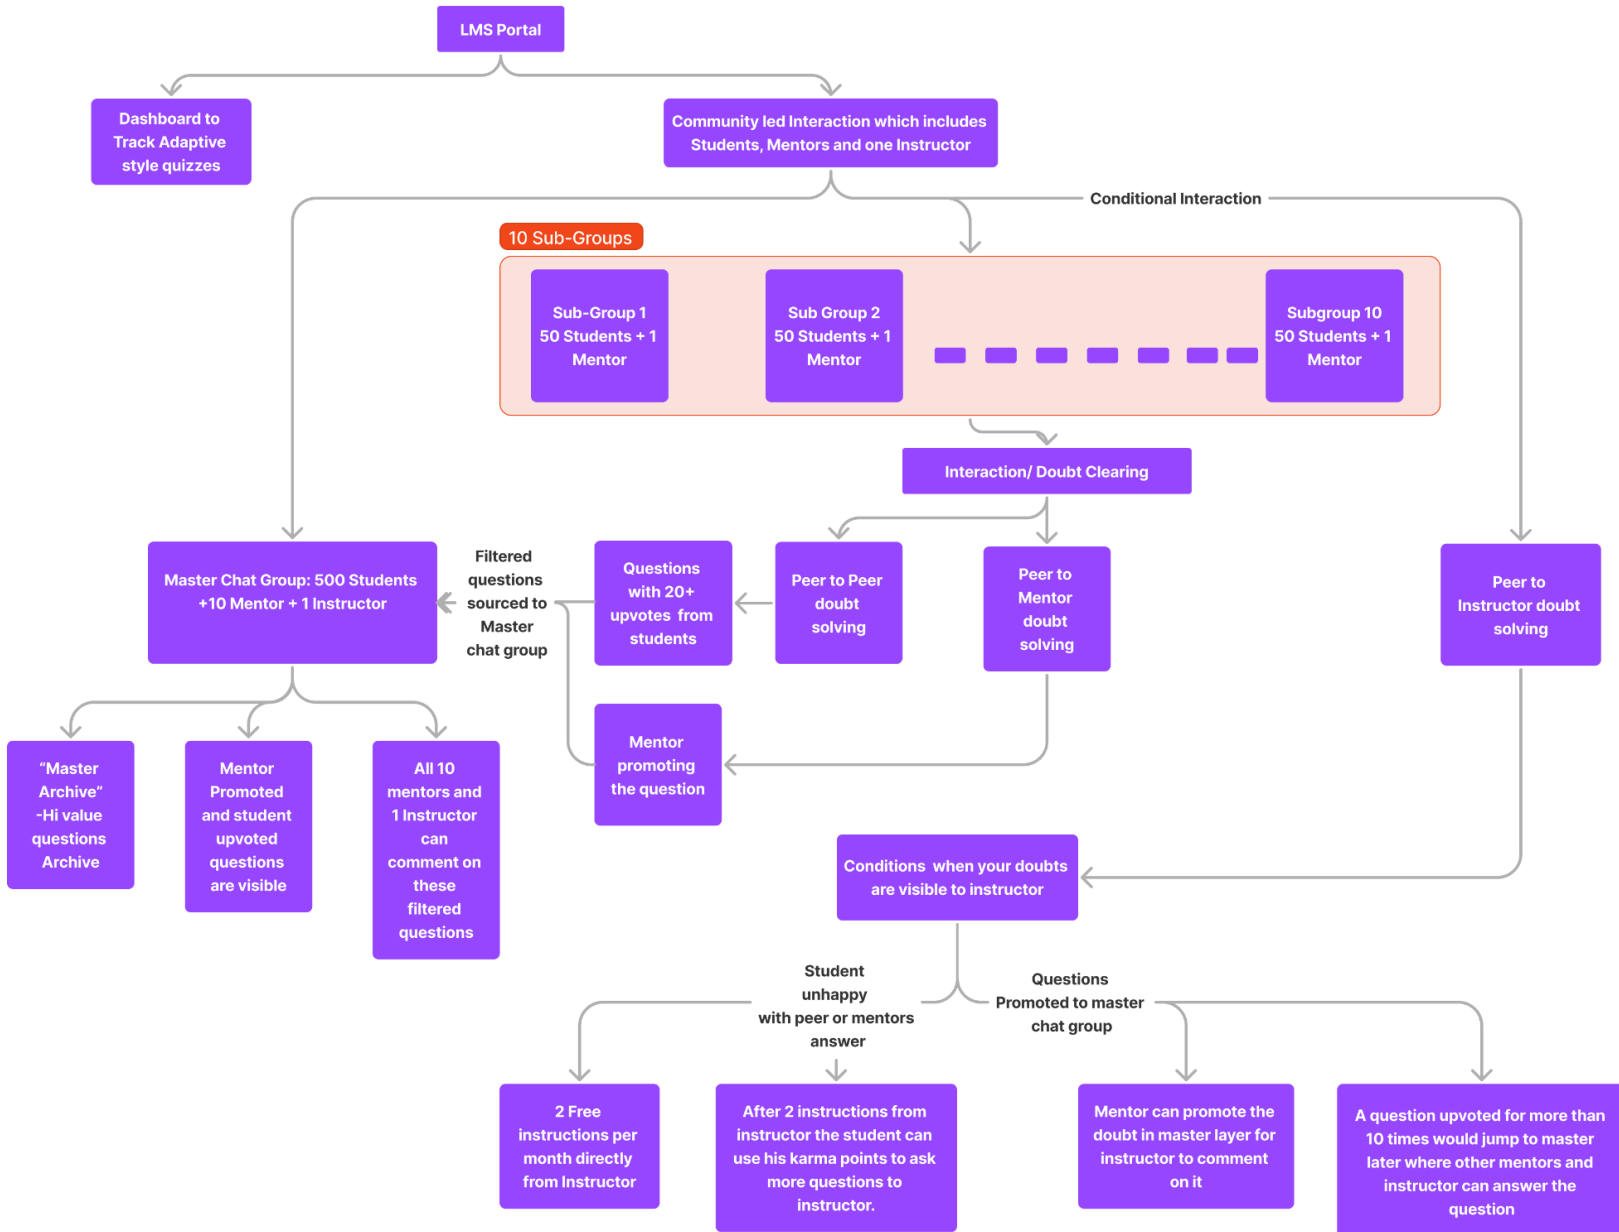 LMS Portal
Dashboard to
Track Adaptive
style quizzes
Community led Interaction which includes
Students, Mentors and one Instructor
Conditional Interaction
10 Sub-Groups
Sub-Group 1
50 Students + 1
Mentor
Sub Group 2
50 Students + 1
Mentor
Subgroup 10
50 Students + 1
Mentor
Interaction/ Doubt Clearing
Master Chat Group: 500 Students
+10 Mentor + 1 Instructor
Filtered
questions
sourced to
Master
chat group
Questions
with 20+
upvotes from
students
Peer to Peer
doubt
solving
Peer to
Mentor
doubt
solving
Peer to
Instructor doubt
solving
“Master
Archive”
-Hi value
questions
Archive
Mentor
Promoted
and student
upvoted
questions
are visible
All 10
mentors and
1 Instructor
can
comment on
these
filtered
questions
Mentor
promoting
the question
Conditions when your doubts
are visible to instructor
Student
unhappy
with peer or mentors
answer
Questions
Promoted to master
chat group
2 Free
instructions per
month directly
from Instructor
After 2 instructions from
instructor the student can
use his karma points to ask
more questions to
instructor.
Mentor can promote the
doubt in master layer for
instructor to comment
on it
A question upvoted for more than
10 times would jump to master
later where other mentors and
instructor can answer the
question